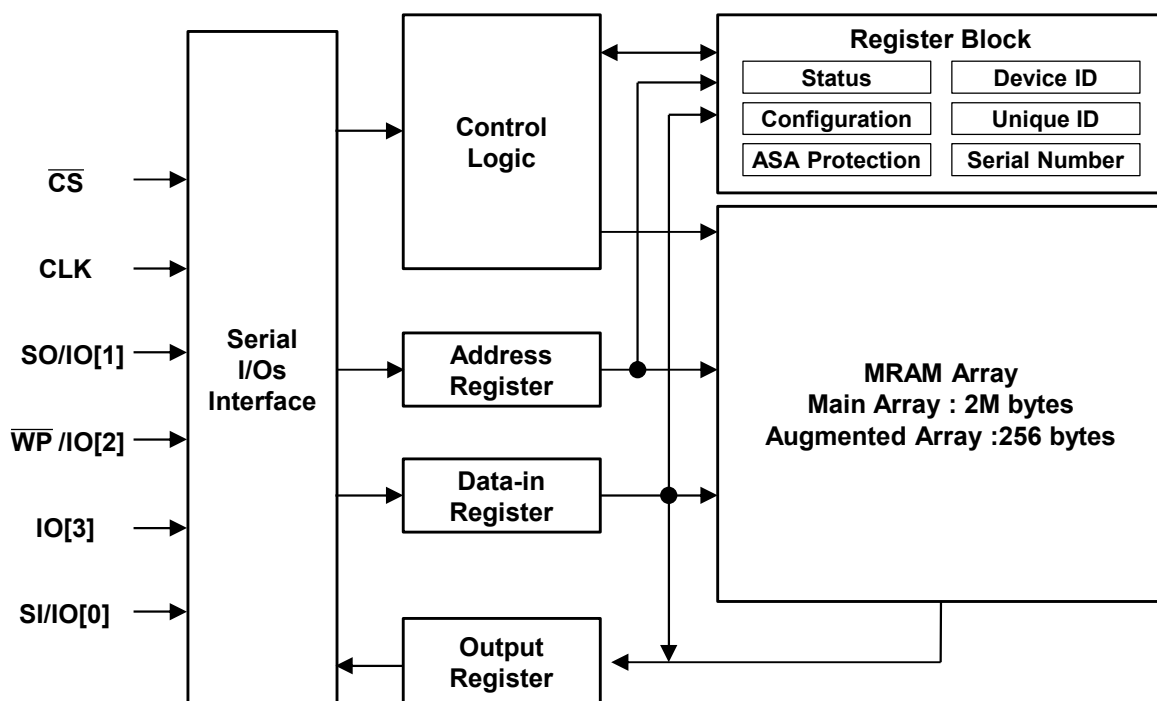 Register Block
Status
Device ID
Configuration
Unique ID
ASA Protection
Serial Number
Control
Logic
C̅S̅
CLK
SO/IO[1]
W̅P̅ /IO[2]
IO[3]
SI/IO[0]
Serial
I/Os
Interface
Address
Register
Data-in
Register
Output
Register
MRAM Array
Main Array : 2M bytes
Augmented Array :256 bytes